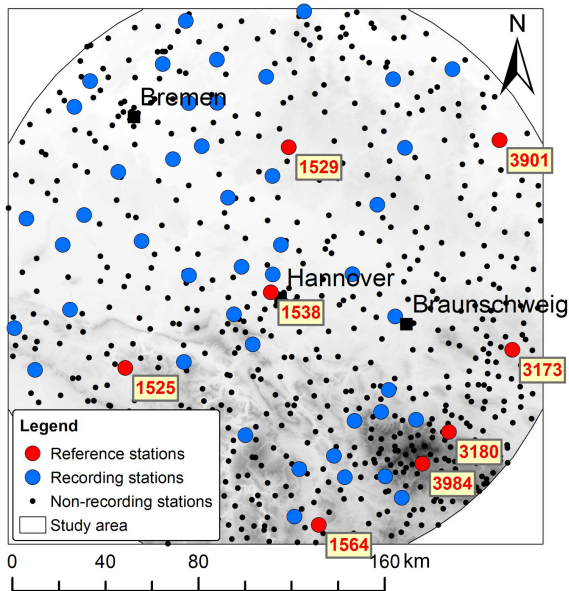 N
Bremen
1529
3901
Hannover
1538
Braunschweig
3173
1525
Legend
Reference stations
Recording stations
Non-recording stations
Study area
3180
3984
1564
0 40 80 160 km